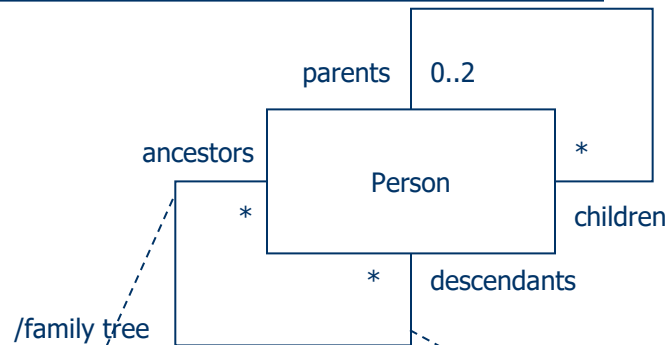 parents 0..2
ancestors
*
Person
*
children
*
descendants
/family tree